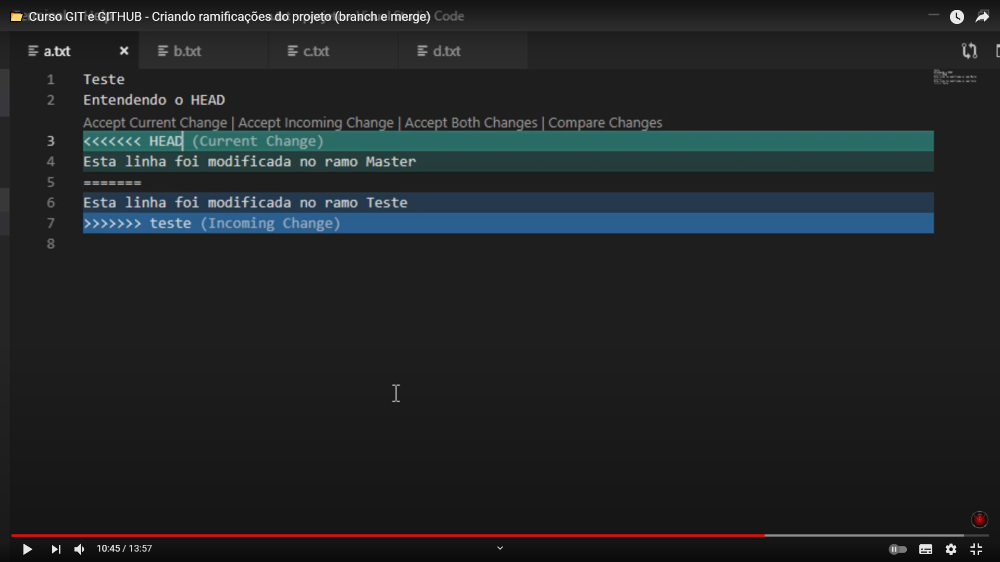 Curso GIT e GITHUB - Criando ramificações do projeto (branch e merge)
Code
a.txt
b.txt
c.txt
d.txt
1 Teste
2 Entendendo o HEAD
Accept Current Change | Accept Incoming Change | Accept Both Changes | Compare Changes
3 <<<<<<< HEAD (Current Change)
4 Esta linha foi modificada no ramo Master
5 =======
6 Esta linha foi modificada no ramo Teste
7 >>>>>>> teste (Incoming Change)
8
10:45 / 13:57